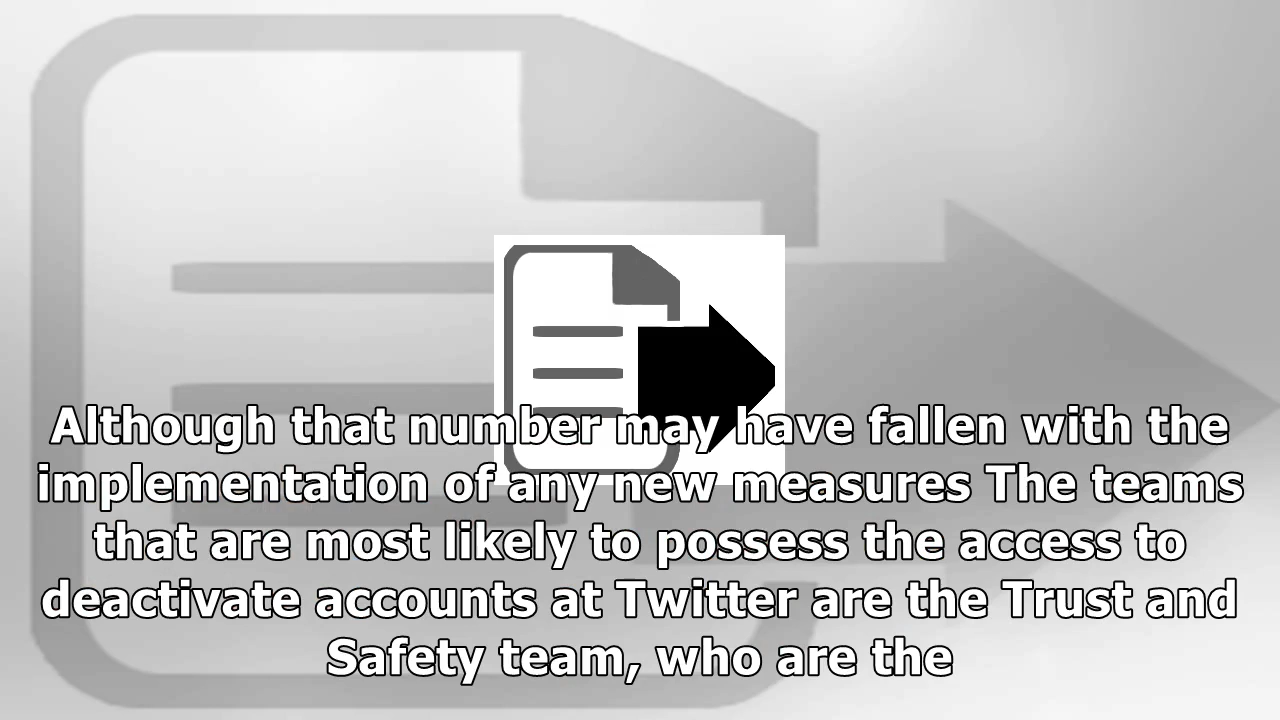 Although that number may have fallen with the
implementation of any new measures The teams
that are most likely to possess the access to
deactivate accounts at Twitter are the Trust and
Safety team, who are the